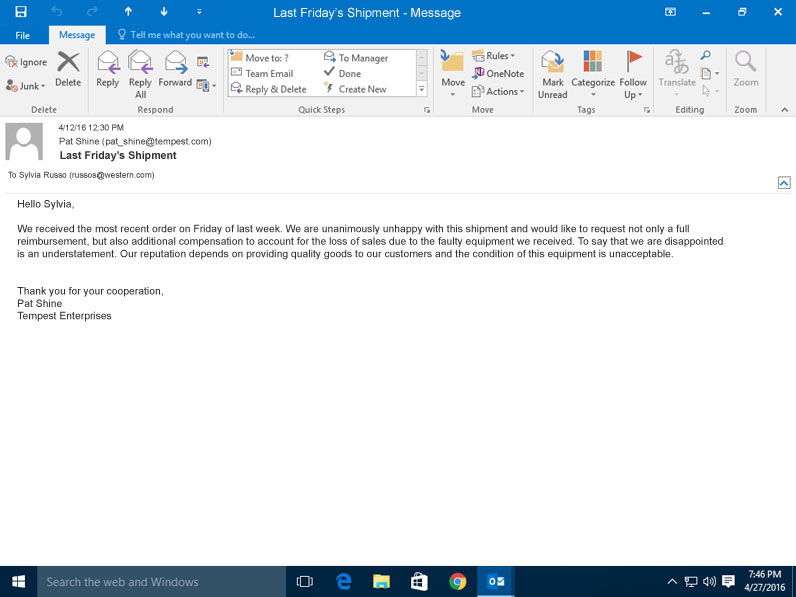 Last Friday's Shipment - Message
File Message Tell me what you want to do...
Ignore
Junk
Delete
Reply
Reply All
Forward
Move to: ? To Manager
Team Email Done
Reply & Delete Create New
Move
Rules
OneNote
Actions
Mark Unread
Categorize
Follow Up
Translate
Zoom
Delete Respond Quick Steps Move Tags Editing Zoom
4/12/16 12:30 PM
Pat Shine (pat_shine@tempest.com)
Last Friday's Shipment
To Sylvia Russo (russos@western.com)
Hello Sylvia,
We received the most recent order on Friday of last week. We are unanimously unhappy with this shipment and would like to request not only a full
reimbursement, but also additional compensation to account for the loss of sales due to the faulty equipment we received. To say that we are disappointed
is an understatement. Our reputation depends on providing quality goods to our customers and the condition of this equipment is unacceptable.
Thank you for your cooperation,
Pat Shine
Tempest Enterprises
Search the web and Windows
7:46 PM
4/27/2016